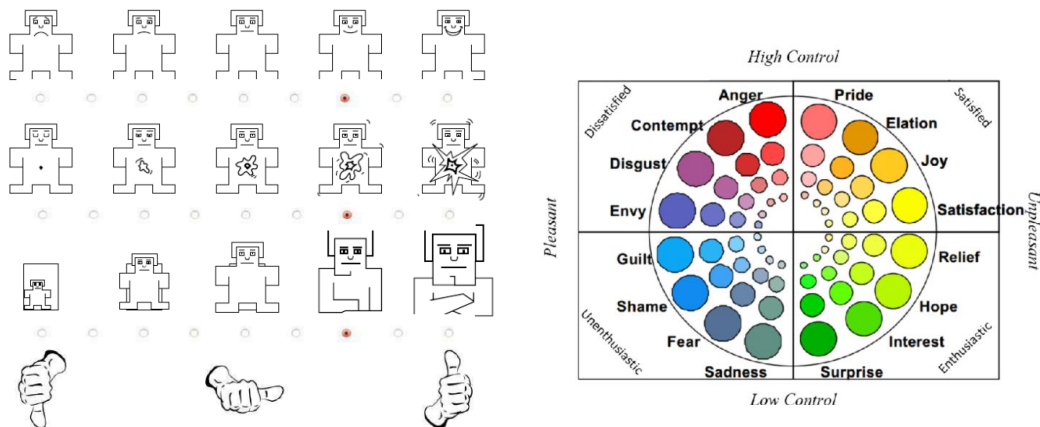 High Control
Dissatisfied
Satisfied
Anger
Pride
Contempt
Elation
Disgust
Joy
Envy
Satisfaction
Pleasant
Unpleasant
Guilt
Relief
Shame
Hope
Fear
Interest
Sadness
Surprise
Unenthusiastic
Enthusiastic
Low Control